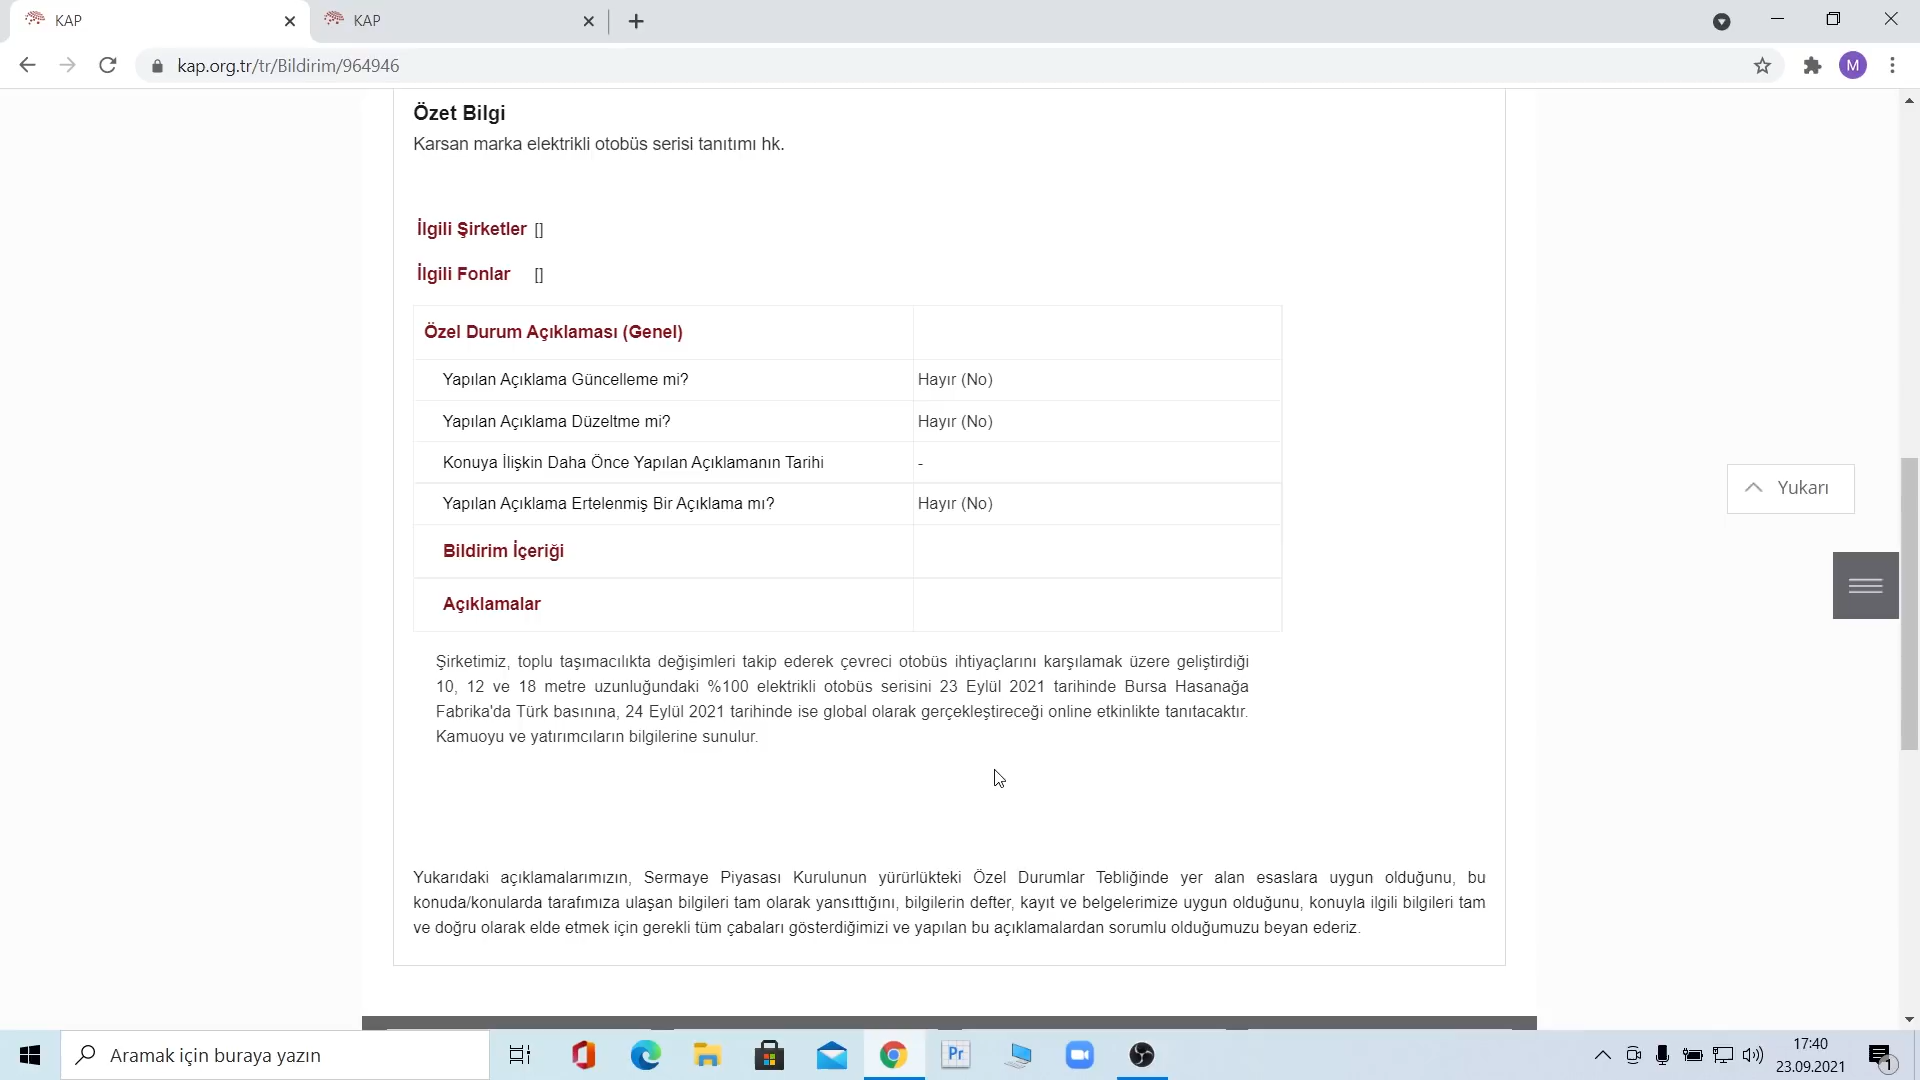 KAP
KAP
kap.org.tr/tr/Bildirim/964946
M
Özet Bilgi
Karsan marka elektrikli otobüs serisi tanıtımı hk.
İlgili Şirketler []
İlgili Fonlar []
Özel Durum Açıklaması (Genel)
Yapılan Açıklama Güncelleme mi? Hayır (No)
Yapılan Açıklama Düzeltme mi? Hayır (No)
Konuya İlişkin Daha Önce Yapılan Açıklamanın Tarihi -
Yapılan Açıklama Ertelenmiş Bir Açıklama mı? Hayır (No)
Yukarı
Bildirim İçeriği
Açıklamalar
Şirketimiz, toplu taşımacılıkta değişimleri takip ederek çevreci otobüs ihtiyaçlarını karşılamak üzere geliştirdiği
10, 12 ve 18 metre uzunluğundaki %100 elektrikli otobüs serisini 23 Eylül 2021 tarihinde Bursa Hasanağa
Fabrika'da Türk basınına, 24 Eylül 2021 tarihinde ise global olarak gerçekleştireceği online etkinlikte tanıtacaktır.
Kamuoyu ve yatırımcıların bilgilerine sunulur.
Yukarıdaki açıklamalarımızın, Sermaye Piyasası Kurulunun yürürlükteki Özel Durumlar Tebliğinde yer alan esaslara uygun olduğunu, bu
konuda/konularda tarafımıza ulaşan bilgileri tam olarak yansıttığını, bilgilerin defter, kayıt ve belgelerimize uygun olduğunu, konuyla ilgili bilgileri tam
ve doğru olarak elde etmek için gerekli tüm çabaları gösterdiğimizi ve yapılan bu açıklamalardan sorumlu olduğumuzu beyan ederiz.
Aramak için buraya yazın
Pr
17:40
23.09.2021
1